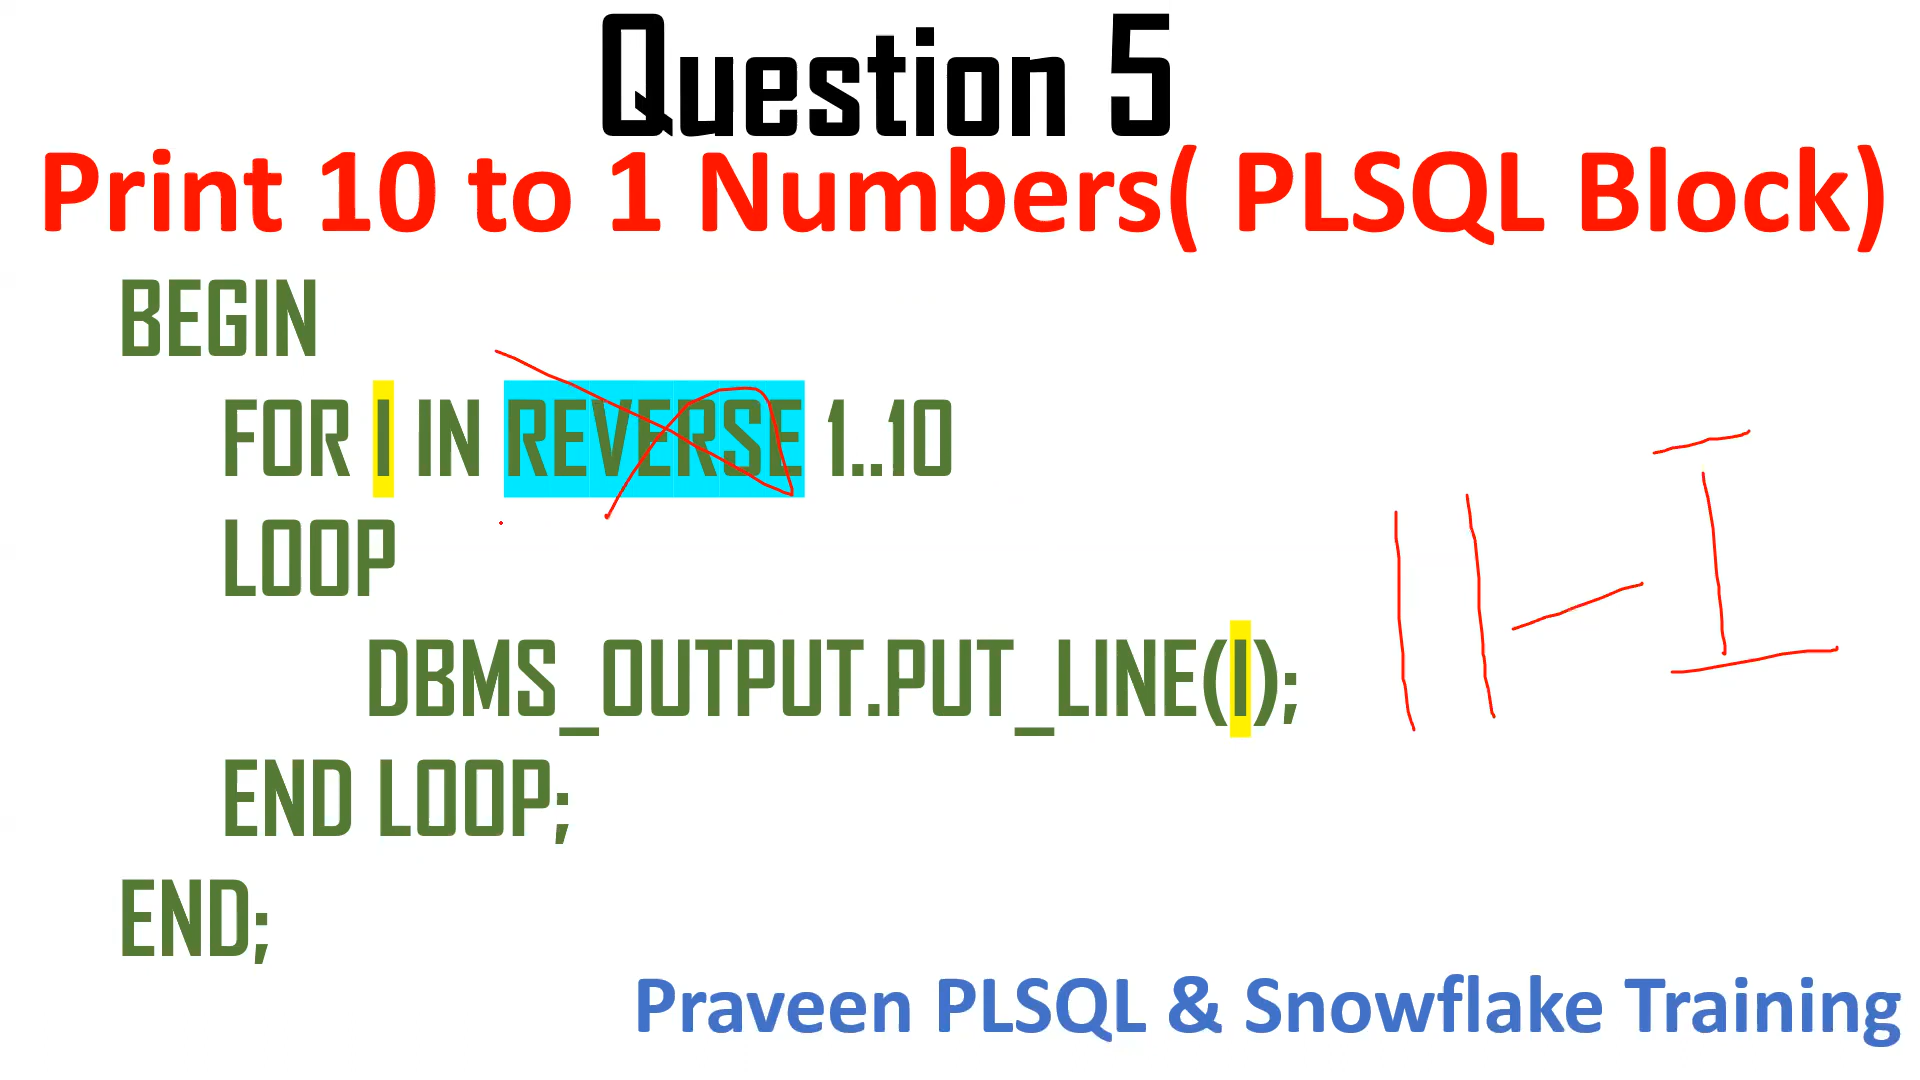 Question 5
Print 10 to 1 Numbers( PLSQL Block)
BEGIN
FOR I IN REVERSE 1..10
LOOP
DBMS_OUTPUT.PUT_LINE(I);
11-I
END LOOP;
END;
Praveen PLSQL & Snowflake Training